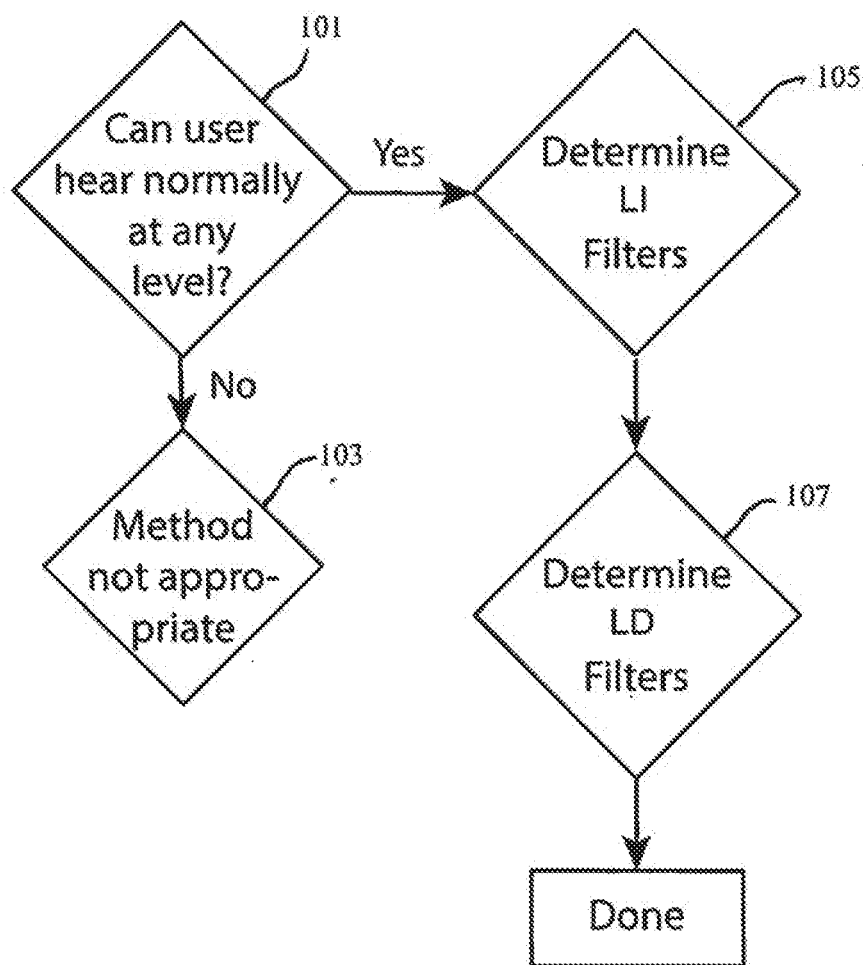 101
Can user
hear normally
at any
level?
Yes
105
Determine
LI
Filters
No
103
Method
not appro-
priate
107
Determine
LD
Filters
Done